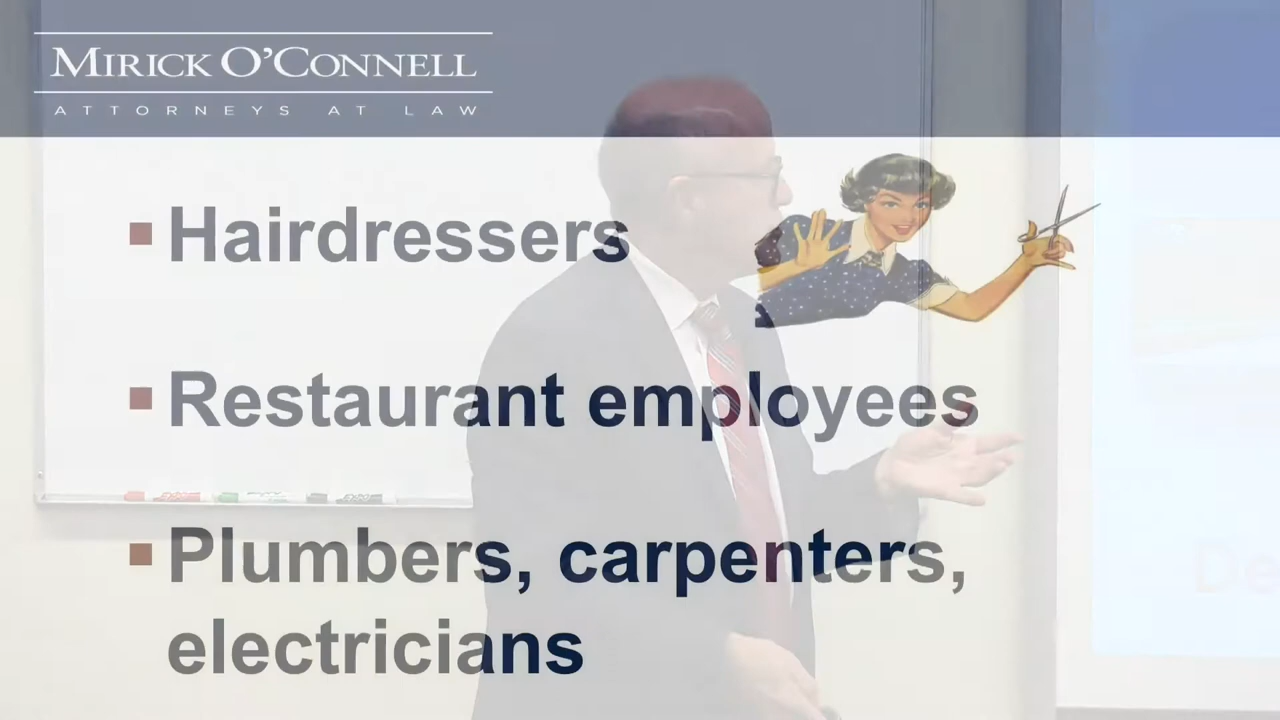 MIRICK O'CONNELL
ATTORNEYS AT LAW
Hairdressers
Restaurant employees
Plumbers, carpenters,
electricians